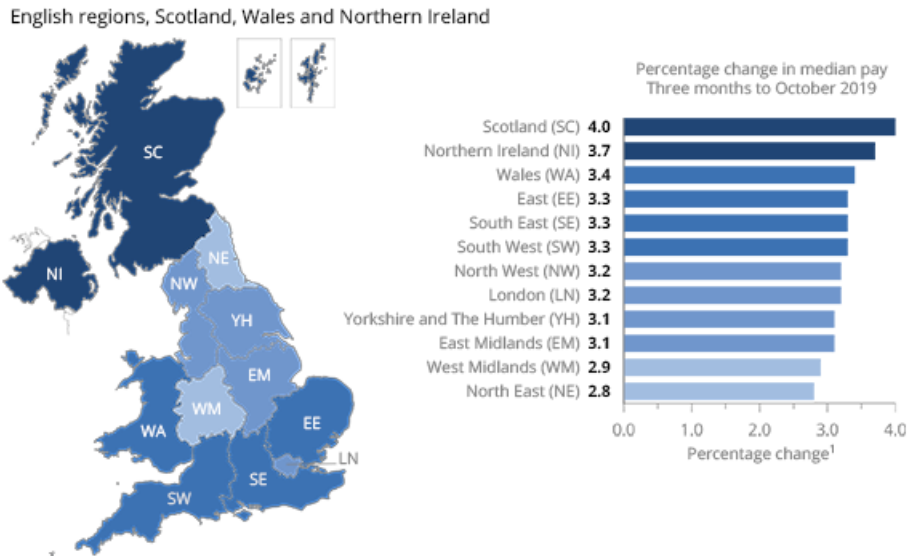 English regions, Scotland, Wales and Northern Ireland
SC
NI
NE
NW
YH
EM
WM
WA
EE
LN
SE
SW
Percentage change in median pay
Three months to October 2019
Scotland (SC) 4.0
Northern Ireland (NI) 3.7
Wales (WA) 3.4
East (EE) 3.3
South East (SE) 3.3
South West (SW) 3.3
North West (NW) 3.2
London (LN) 3.2
Yorkshire and The Humber (YH) 3.1
East Midlands (EM) 3.1
West Midlands (WM) 2.9
North East (NE) 2.8
0.0 1.0 2.0 3.0 4.0
Percentage change¹